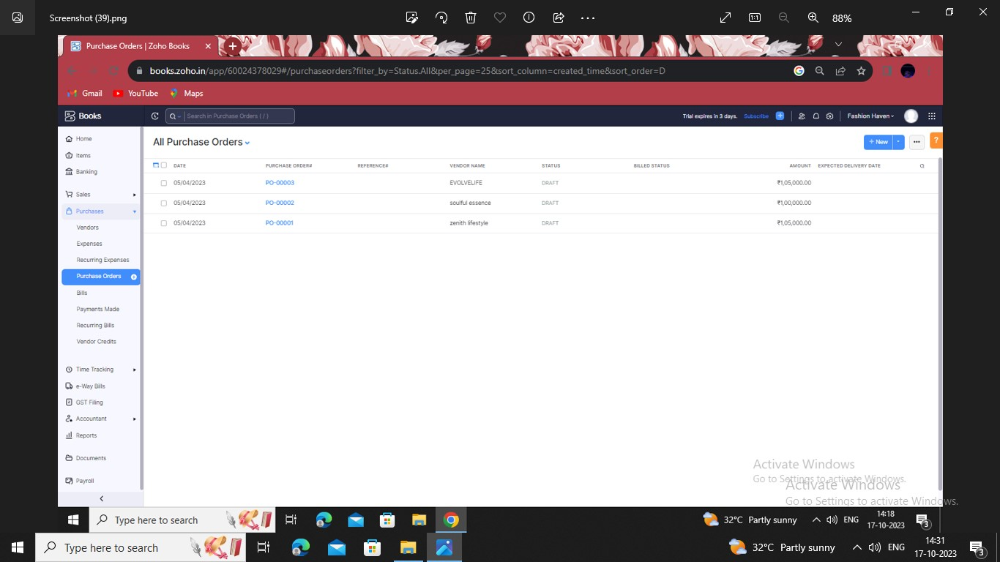 Screenshot (39).png
88%
Purchase Orders | Zoho Books
books.zoho.in/app/60024378029#/purchaseorders?filter_by=Status.All&per_page=25&sort_column=created_time&sort_order=D
Gmail YouTube Maps
Books
Search in Purchase Orders ( / )
Trial expires in 3 days. Subscribe
Fashion Haven
Home
Items
Banking
Sales
Purchases
Vendors
Expenses
Recurring Expenses
Purchase Orders
Bills
Payments Made
Recurring Bills
Vendor Credits
Time Tracking
e-Way Bills
GST Filing
Accountant
Reports
Documents
Payroll
All Purchase Orders
+ New
?
DATE PURCHASE ORDER# REFERENCE# VENDOR NAME STATUS BILLED STATUS AMOUNT EXPECTED DELIVERY DATE
05/04/2023 PO-00003 EVOLVELIFE DRAFT ₹1,05,000.00
05/04/2023 PO-00002 soulful essence DRAFT ₹1,00,000.00
05/04/2023 PO-00001 zenith lifestyle DRAFT ₹1,05,000.00
Activate Windows
Go to Settings to activate Windows.
Activate Windows
Go to Settings to activate Windows.
Type here to search
32°C Partly sunny
ENG
14:18
17-10-2023
3
Type here to search
32°C Partly sunny
ENG
14:31
17-10-2023
3